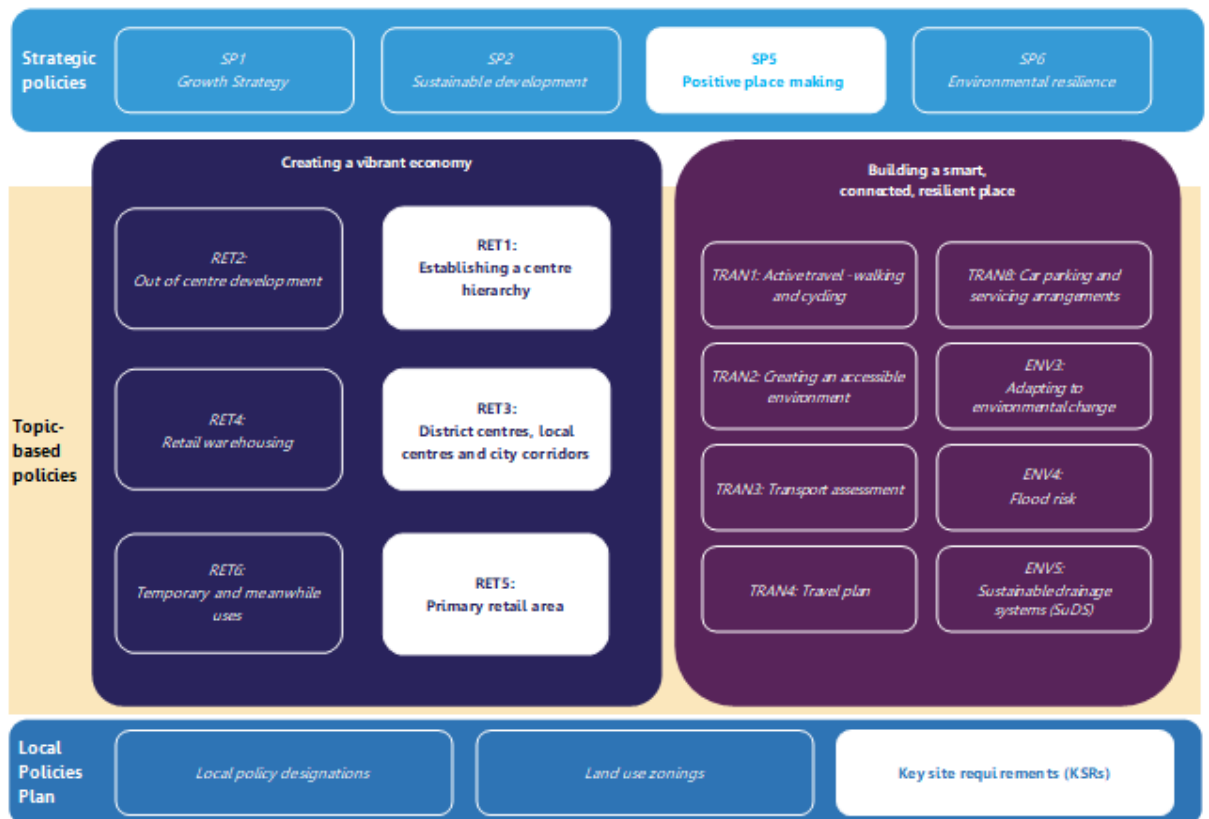 Strategic
policies
SP1
Growth Strategy
SP2
Sustainable development
SP5
Positive place making
SP6
Environmental resilience
Creating a vibrant economy
Building a smart,
connected, resilient place
Topic-
based
policies
RET2:
Out of centre development
RET1:
Establishing a centre
hierarchy
RET4:
Retail warehousing
RET3:
District centres, local
centres and city corridors
RET6:
Temporary and meanwhile
uses
RET5:
Primary retail area
TRAN1: Active travel - walking
and cycling
TRAN8: Car parking and
servicing arrangements
TRAN2: Creating an accessible
environment
ENV3:
Adapting to
environmental change
TRAN3: Transport assessment
ENV4:
Flood risk
TRAN4: Travel plan
ENV5:
Sustainable drainage
systems (SuDS)
Local
Policies
Plan
Local policy designations
Land use zonings
Key site requirements (KSRs)